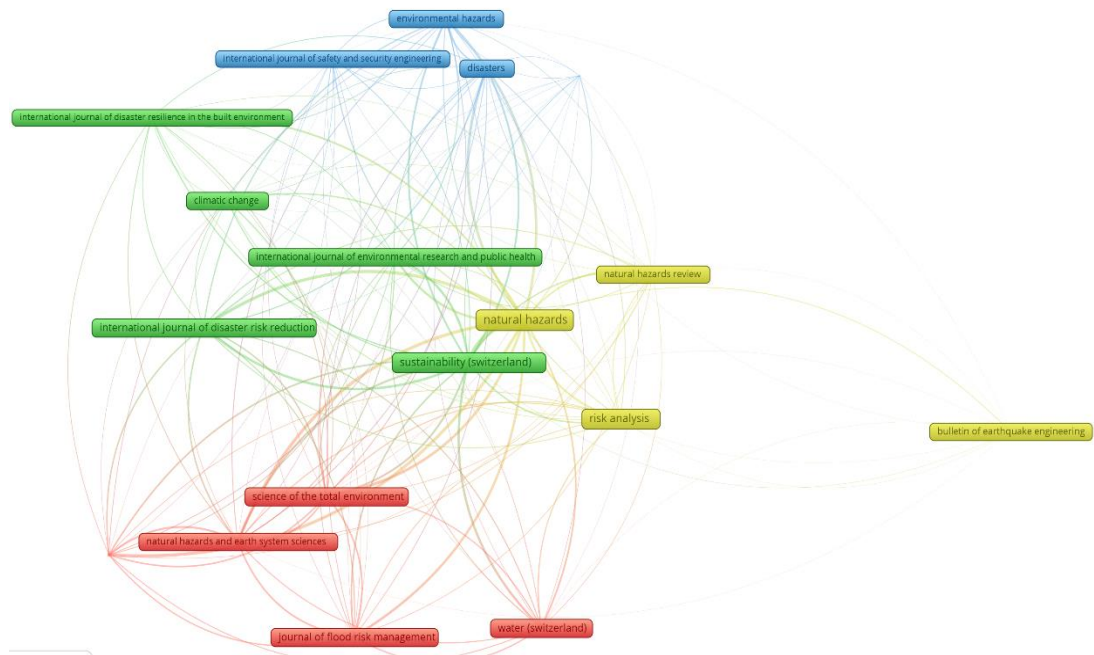 environmental hazards
international journal of safety and security engineering
disasters
international journal of disaster resilience in the built environment
climatic change
international journal of environmental research and public health
natural hazards review
natural hazards
international journal of disaster risk reduction
sustainability (switzerland)
risk analysis
bulletin of earthquake engineering
science of the total environment
natural hazards and earth system sciences
water (switzerland)
journal of flood risk management